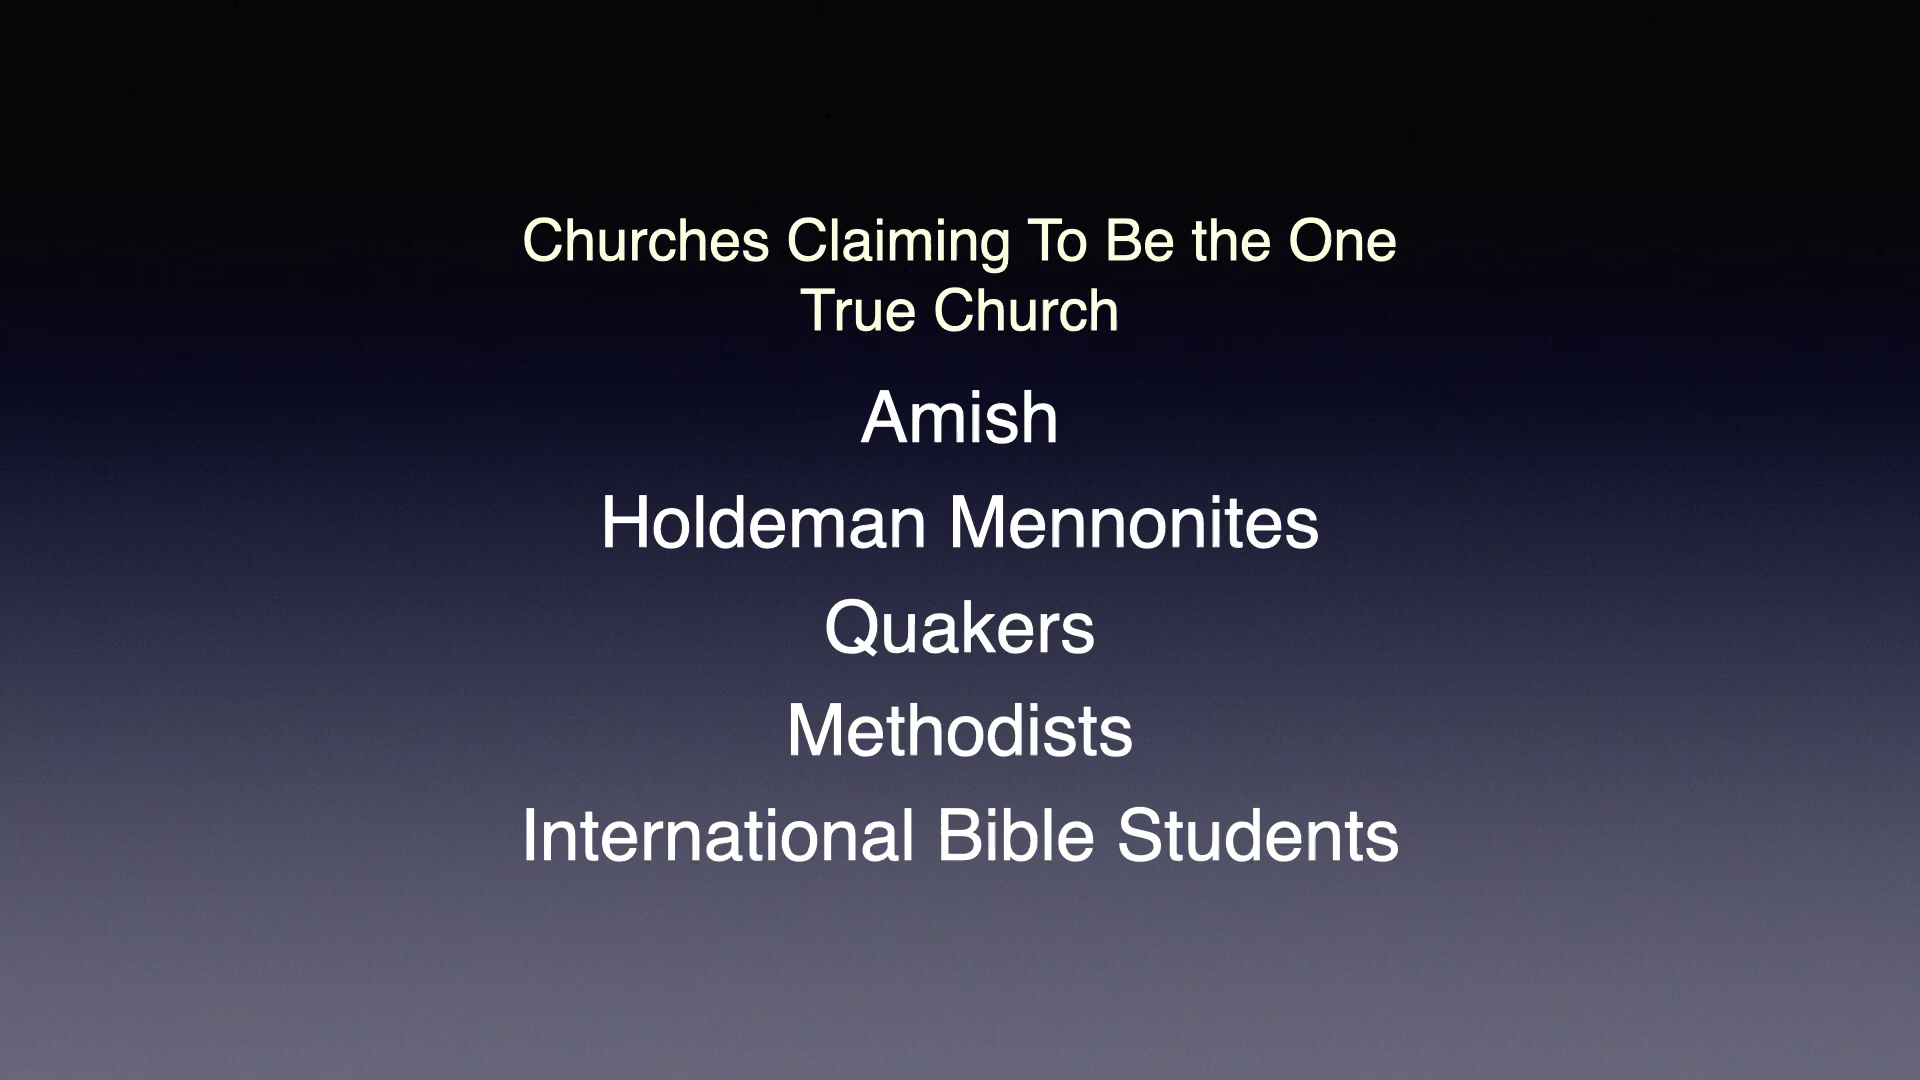 Churches Claiming To Be the One
True Church
Amish
Holdeman Mennonites
Quakers
Methodists
International Bible Students